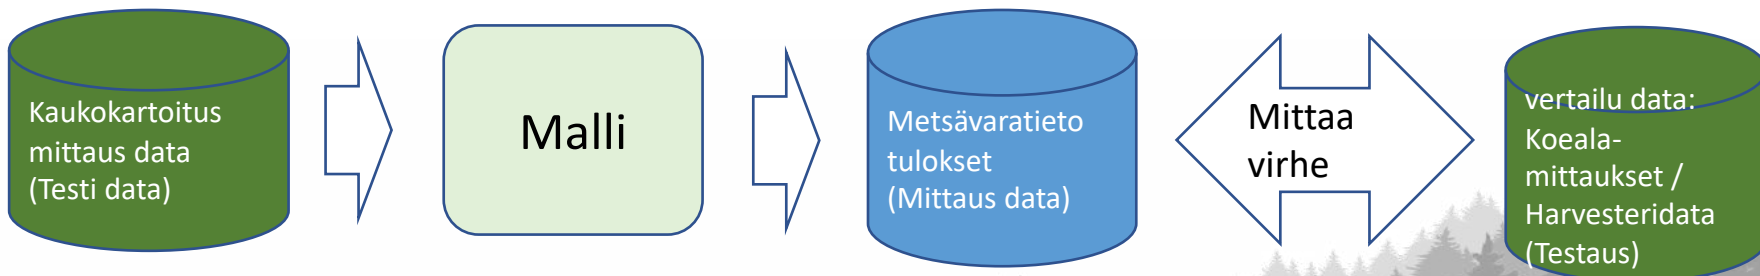 Kaukokartoitus
mittaus data
(Testi data)
Malli
Metsävaratieto
tulokset
(Mittaus data)
Mittaa
virhe
vertailu data:
Koeala-
mittaukset /
Harvesteridata
(Testaus)